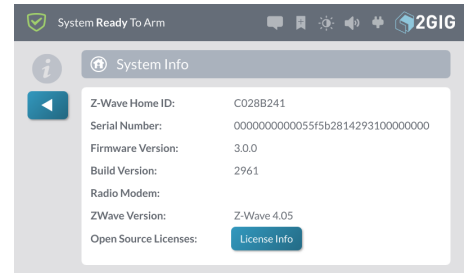 System Ready To Arm
2GIG
System Info
Z-Wave Home ID: C028B241
Serial Number: 0000000000055f5b2814293100000000
Firmware Version: 3.0.0
Build Version: 2961
Radio Modem:
ZWave Version: Z-Wave 4.05
Open Source Licenses: License Info